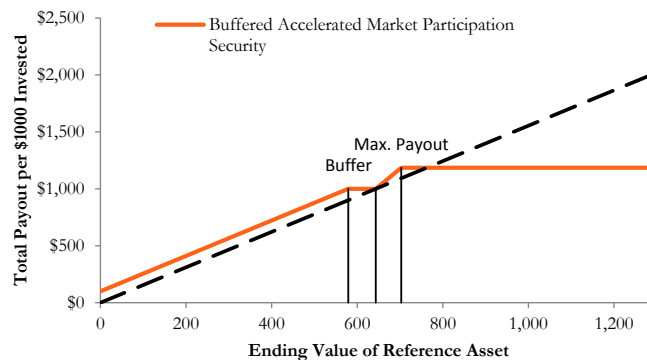 $2,500
Buffered Accelerated Market Participation
Security
$2,000
$1,500
Max. Payout
Buffer
$1,000
$500
$0
Total Payout per $1000 Invested
0 200 400 600 800 1,000 1,200
Ending Value of Reference Asset